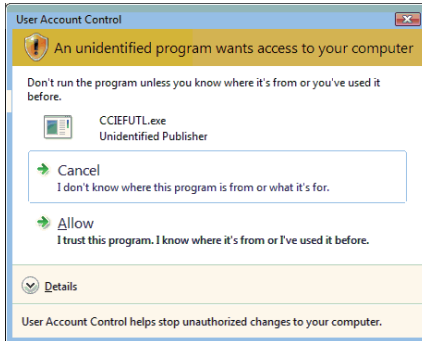 User Account Control
An unidentified program wants access to your computer
Don't run the program unless you know where it's from or you've used it
before.
CCIEFUTL.exe
Unidentified Publisher
Cancel
I don't know where this program is from or what it's for.
Allow
I trust this program. I know where it's from or I've used it before.
Details
User Account Control helps stop unauthorized changes to your computer.